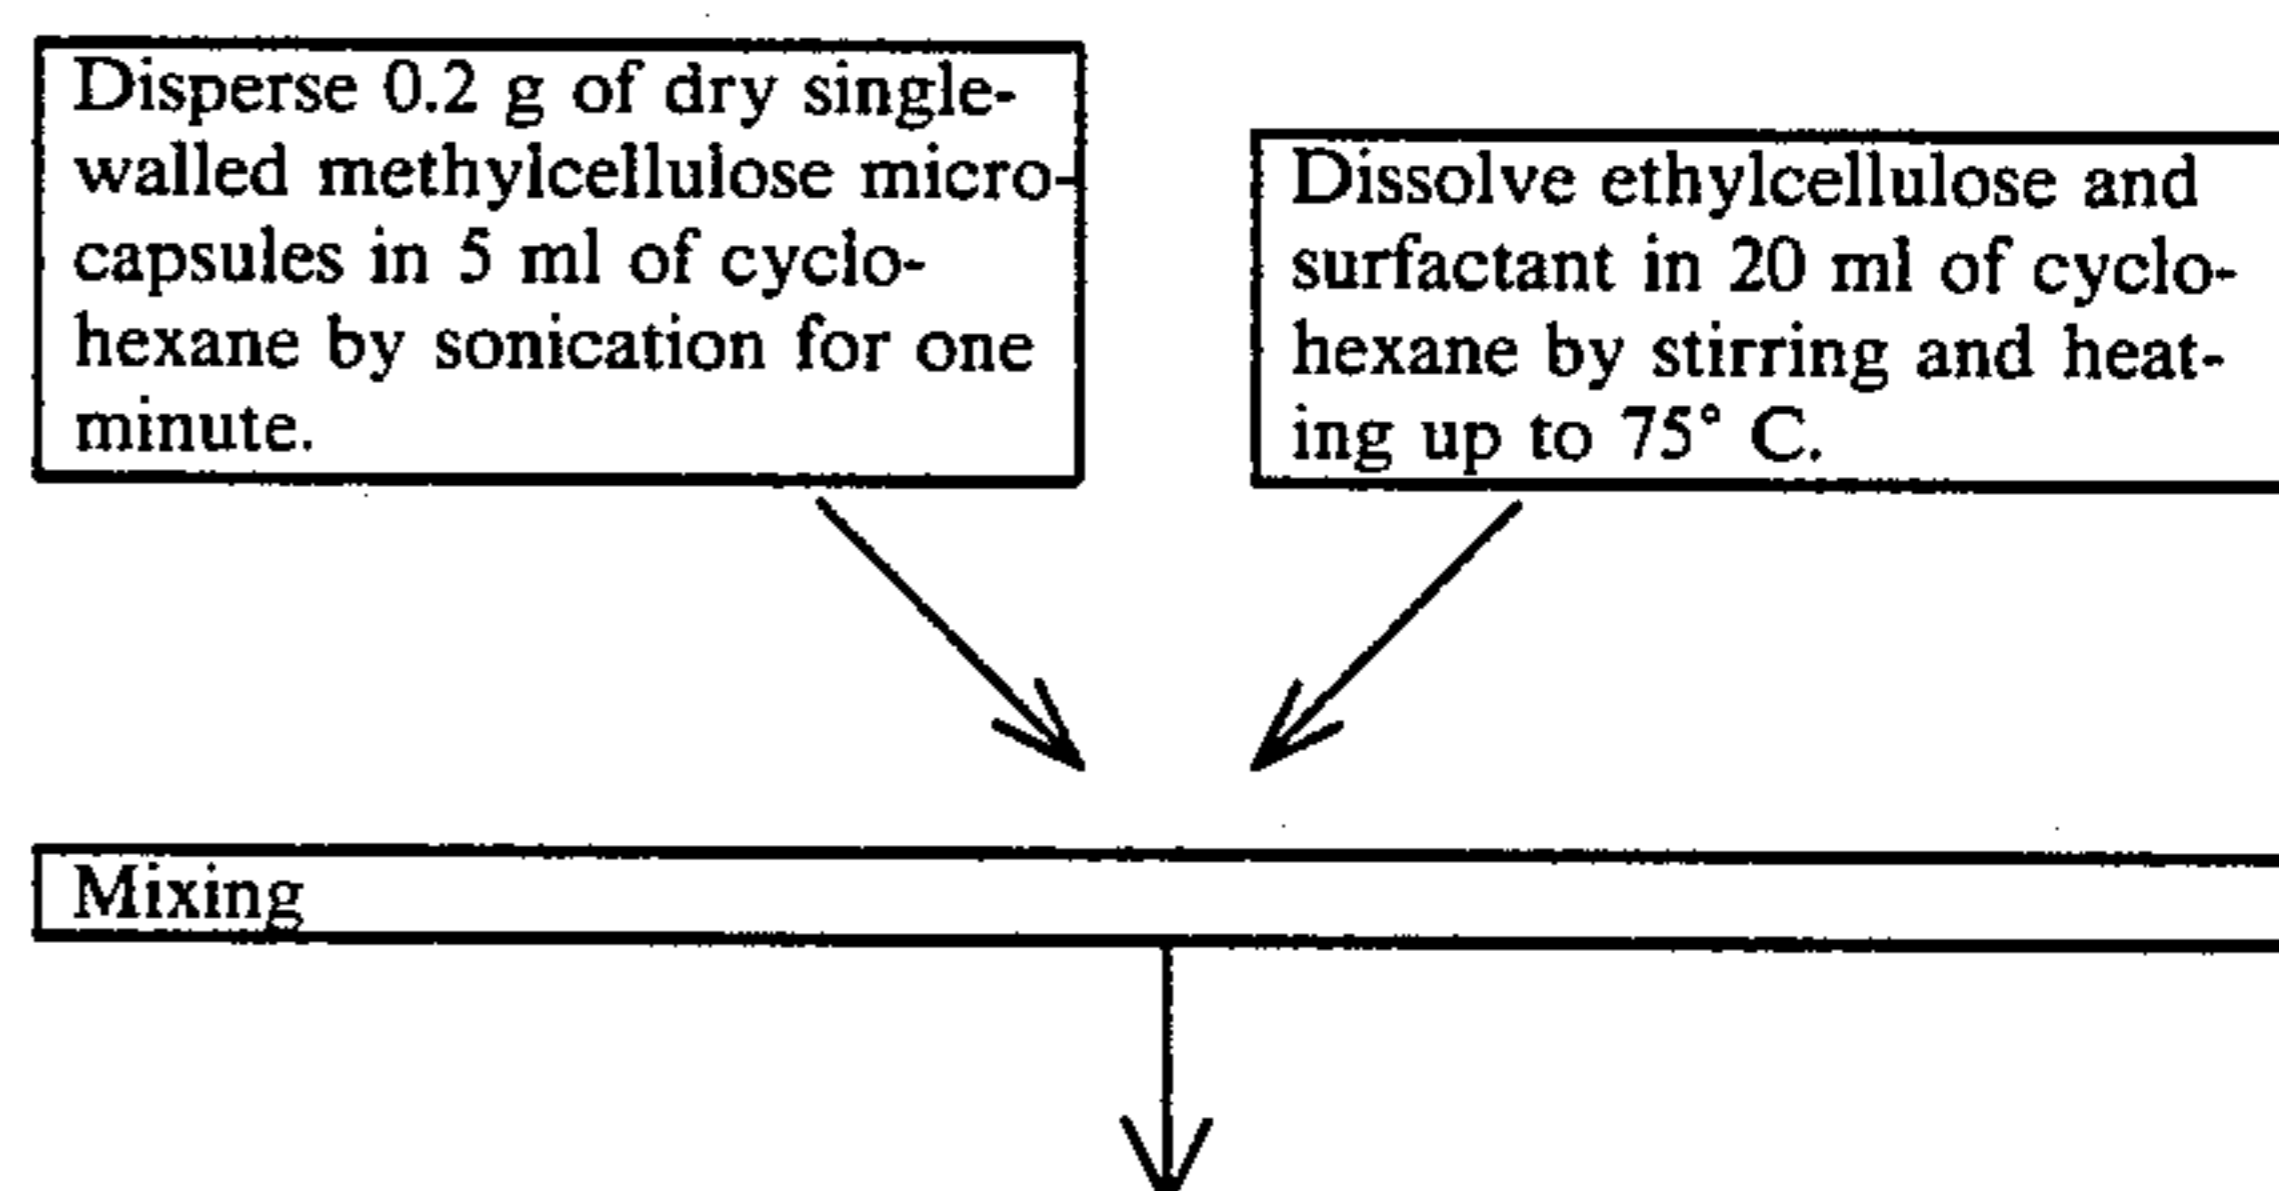 Disperse 0.2 g of dry single-
walled methylcellulose micro-
capsules in 5 ml of cyclo-
hexane by sonication for one
minute.
Dissolve ethylcellulose and
surfactant in 20 ml of cyclo-
hexane by stirring and heat-
ing up to 75° C.
Mixing